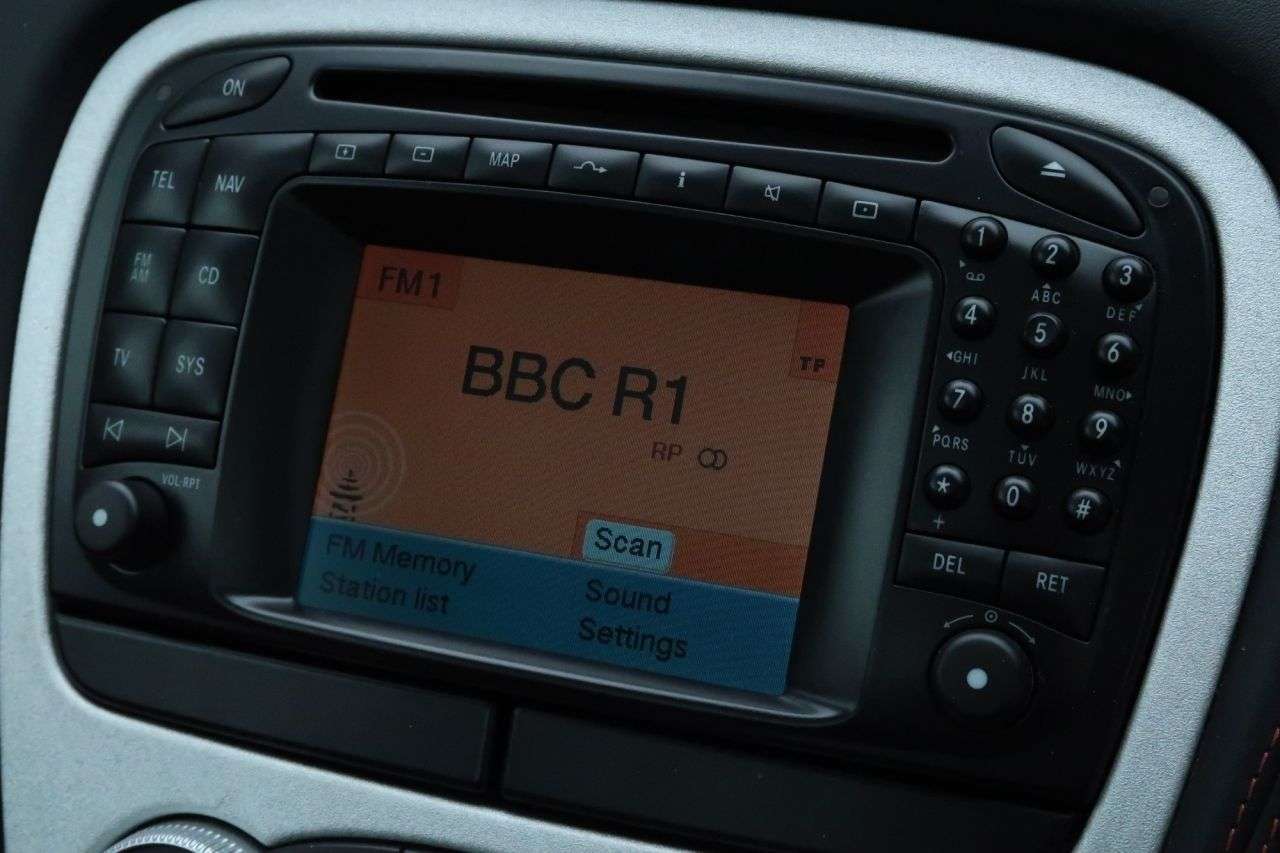 ON
TEL
NAV
MAP
i
FM
AM
CD
TV
SYS
VOL·RPT
FM1
TP
BBC R1
RP
Scan
FM Memory
Sound
Station list
Settings
1
2
3
ABC
DEF
4
5
6
GHI
JKL
MNO
7
8
9
PQRS
TUV
WXYZ
*
0
#
+
DEL
RET